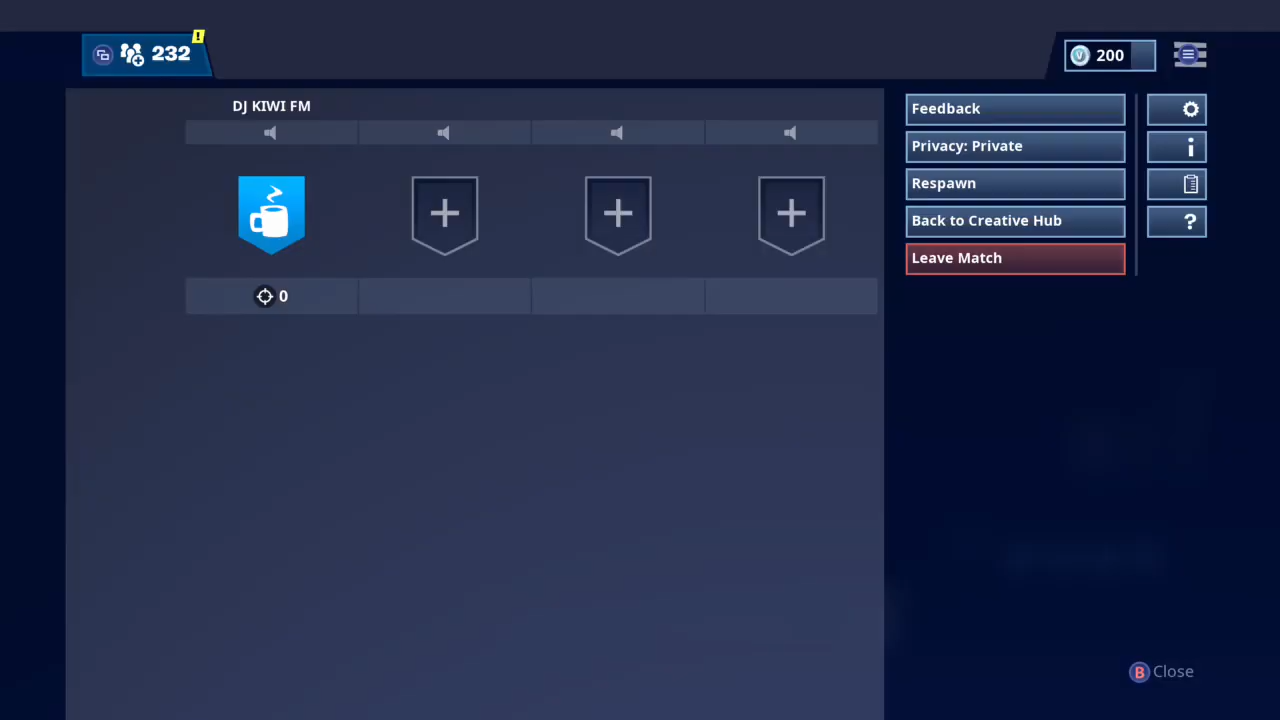 232
!
V 200
DJ KIWI FM
0
Feedback
Privacy: Private
Respawn
Back to Creative Hub
Leave Match
i
?
B Close